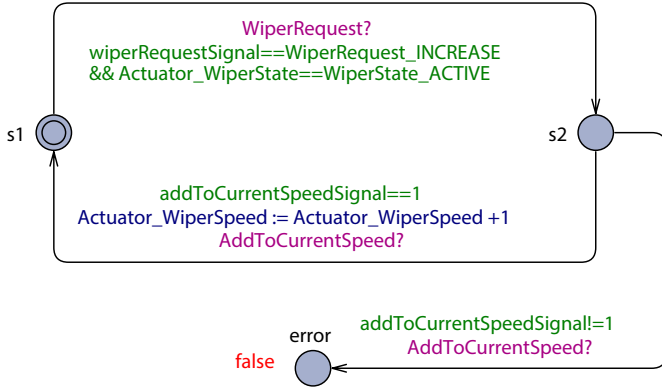 WiperRequest?
wiperRequestSignal==WiperRequest_INCREASE
&& Actuator_WiperState==WiperState_ACTIVE
s1
s2
addToCurrentSpeedSignal==1
Actuator_WiperSpeed := Actuator_WiperSpeed +1
AddToCurrentSpeed?
error
false
addToCurrentSpeedSignal!=1
AddToCurrentSpeed?